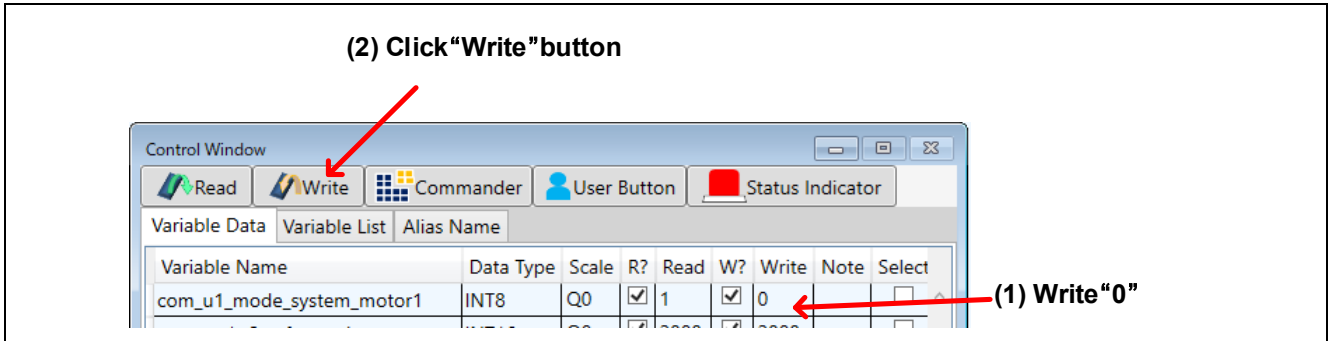 (2) Click“Write”button
Control Window
Read Write Commander User Button Status Indicator
Variable Data Variable List Alias Name
Variable Name Data Type Scale R? Read W? Write Note Select
com_u1_mode_system_motor1 INT8 Q0 1 0
(1) Write“0”